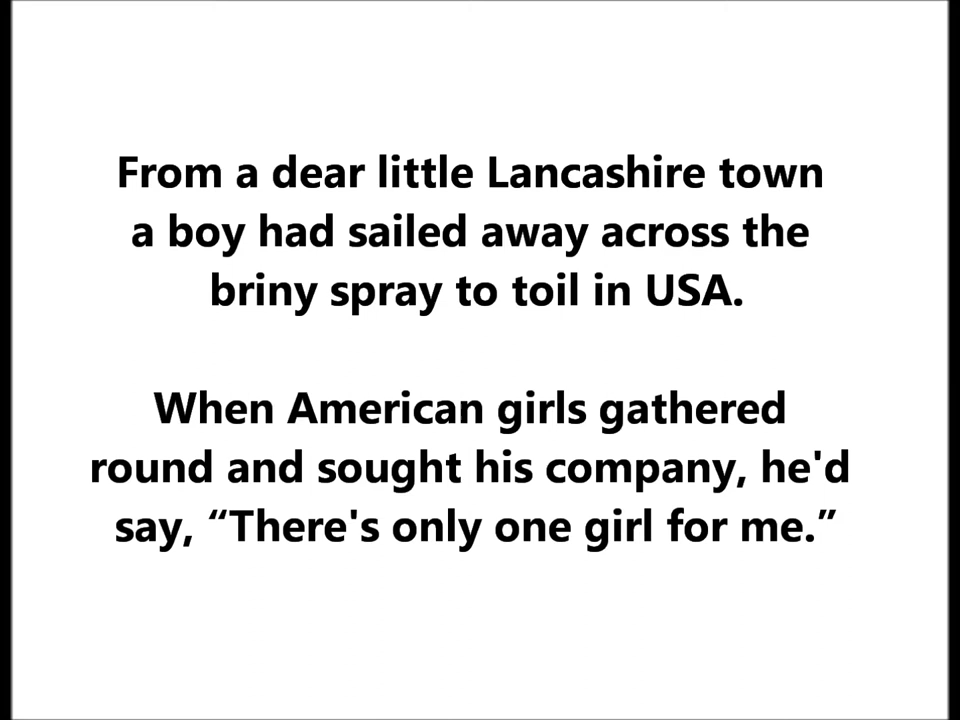 From a dear little Lancashire town
a boy had sailed away across the
briny spray to toil in USA.
When American girls gathered
round and sought his company, he'd
say, “There's only one girl for me.”